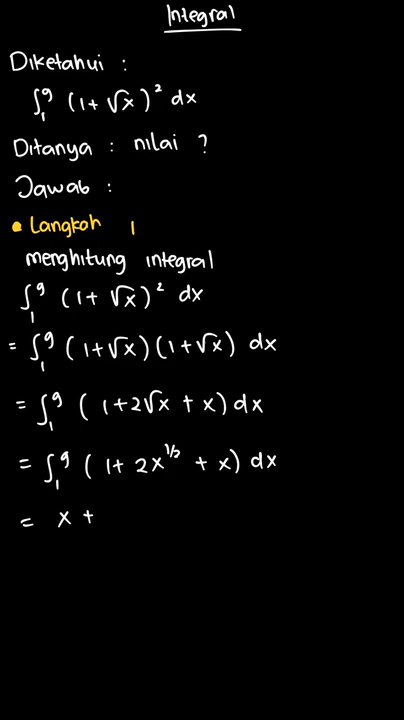 Integral
Diketahui :
∫₁⁹ (1+√x)² dx
Ditanya : nilai ?
Jawab :
• Langkah 1
menghitung integral
∫₁⁹ (1+√x)² dx
= ∫₁⁹ (1+√x)(1+√x) dx
= ∫₁⁹ (1+2√x + x) dx
= ∫₁⁹ (1+ 2x^1/2 + x) dx
= x +